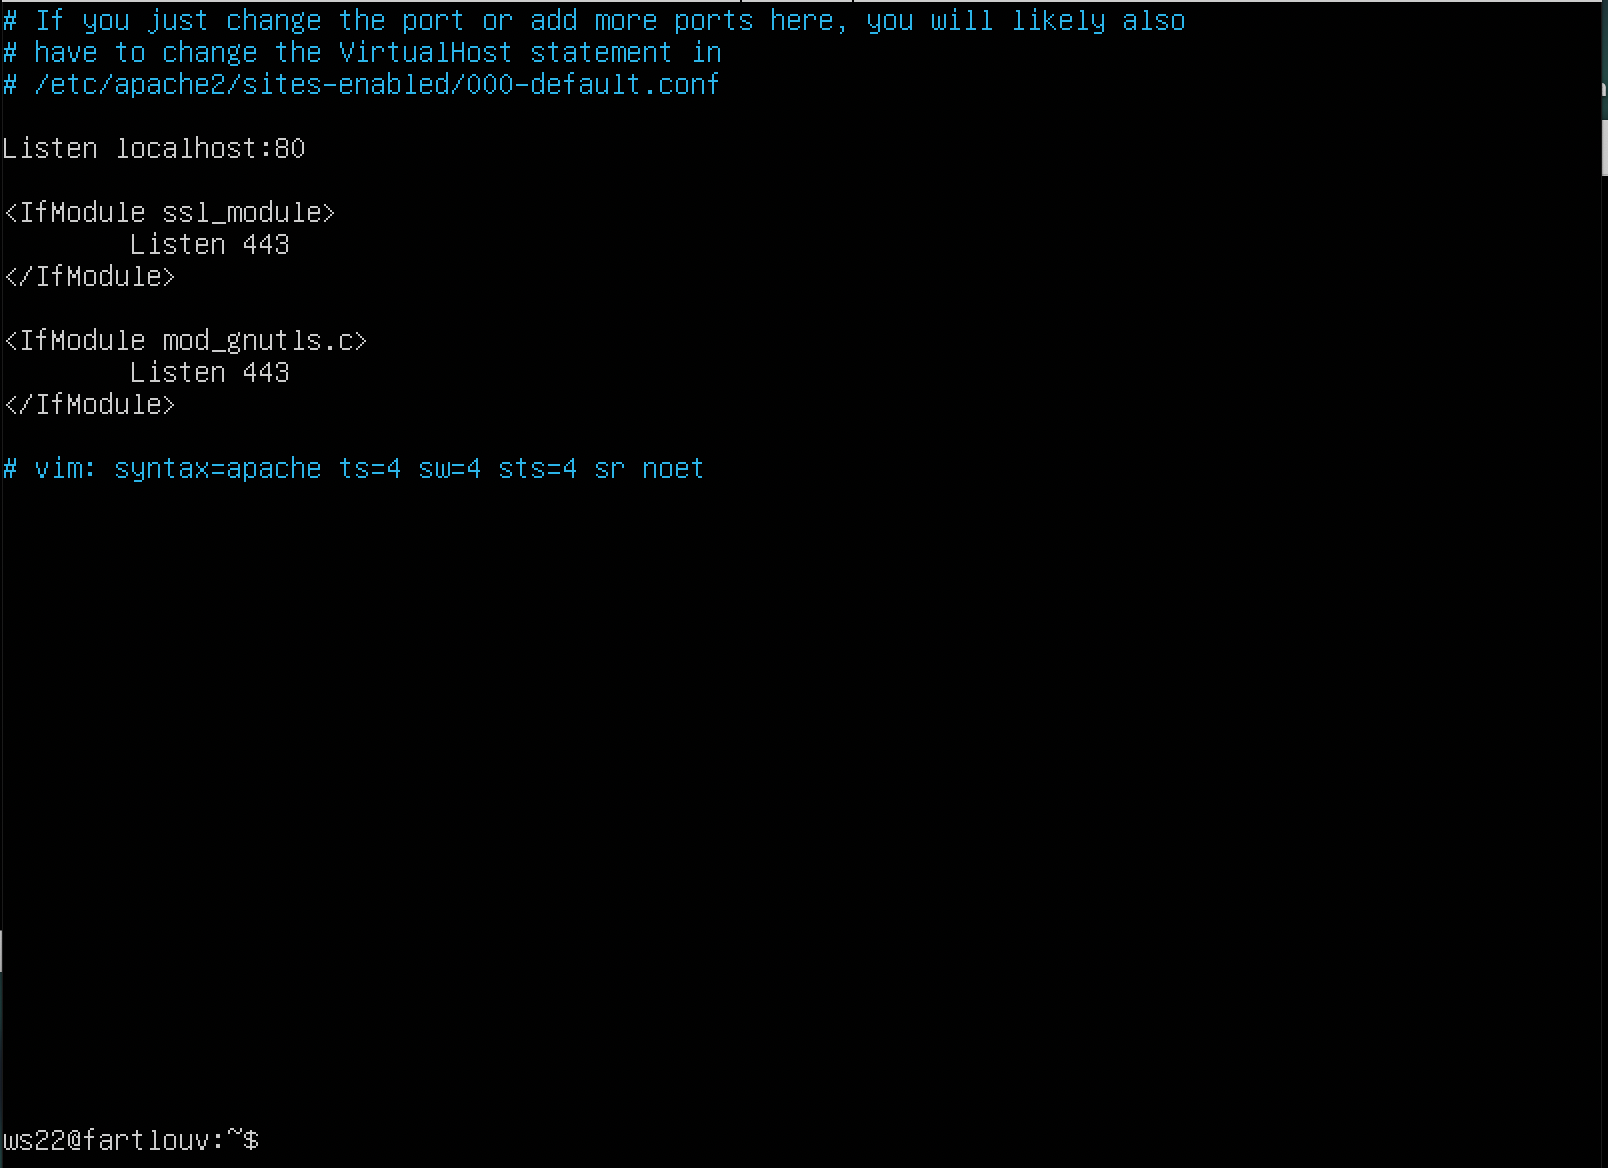 # If you just change the port or add more ports here, you will likely also
# have to change the VirtualHost statement in
# /etc/apache2/sites-enabled/000-default.conf
Listen localhost:80
<IfModule ssl_module>
Listen 443
</IfModule>
<IfModule mod_gnutls.c>
Listen 443
</IfModule>
# vim: syntax=apache ts=4 sw=4 sts=4 sr noet
ws22@fartlouv:~$